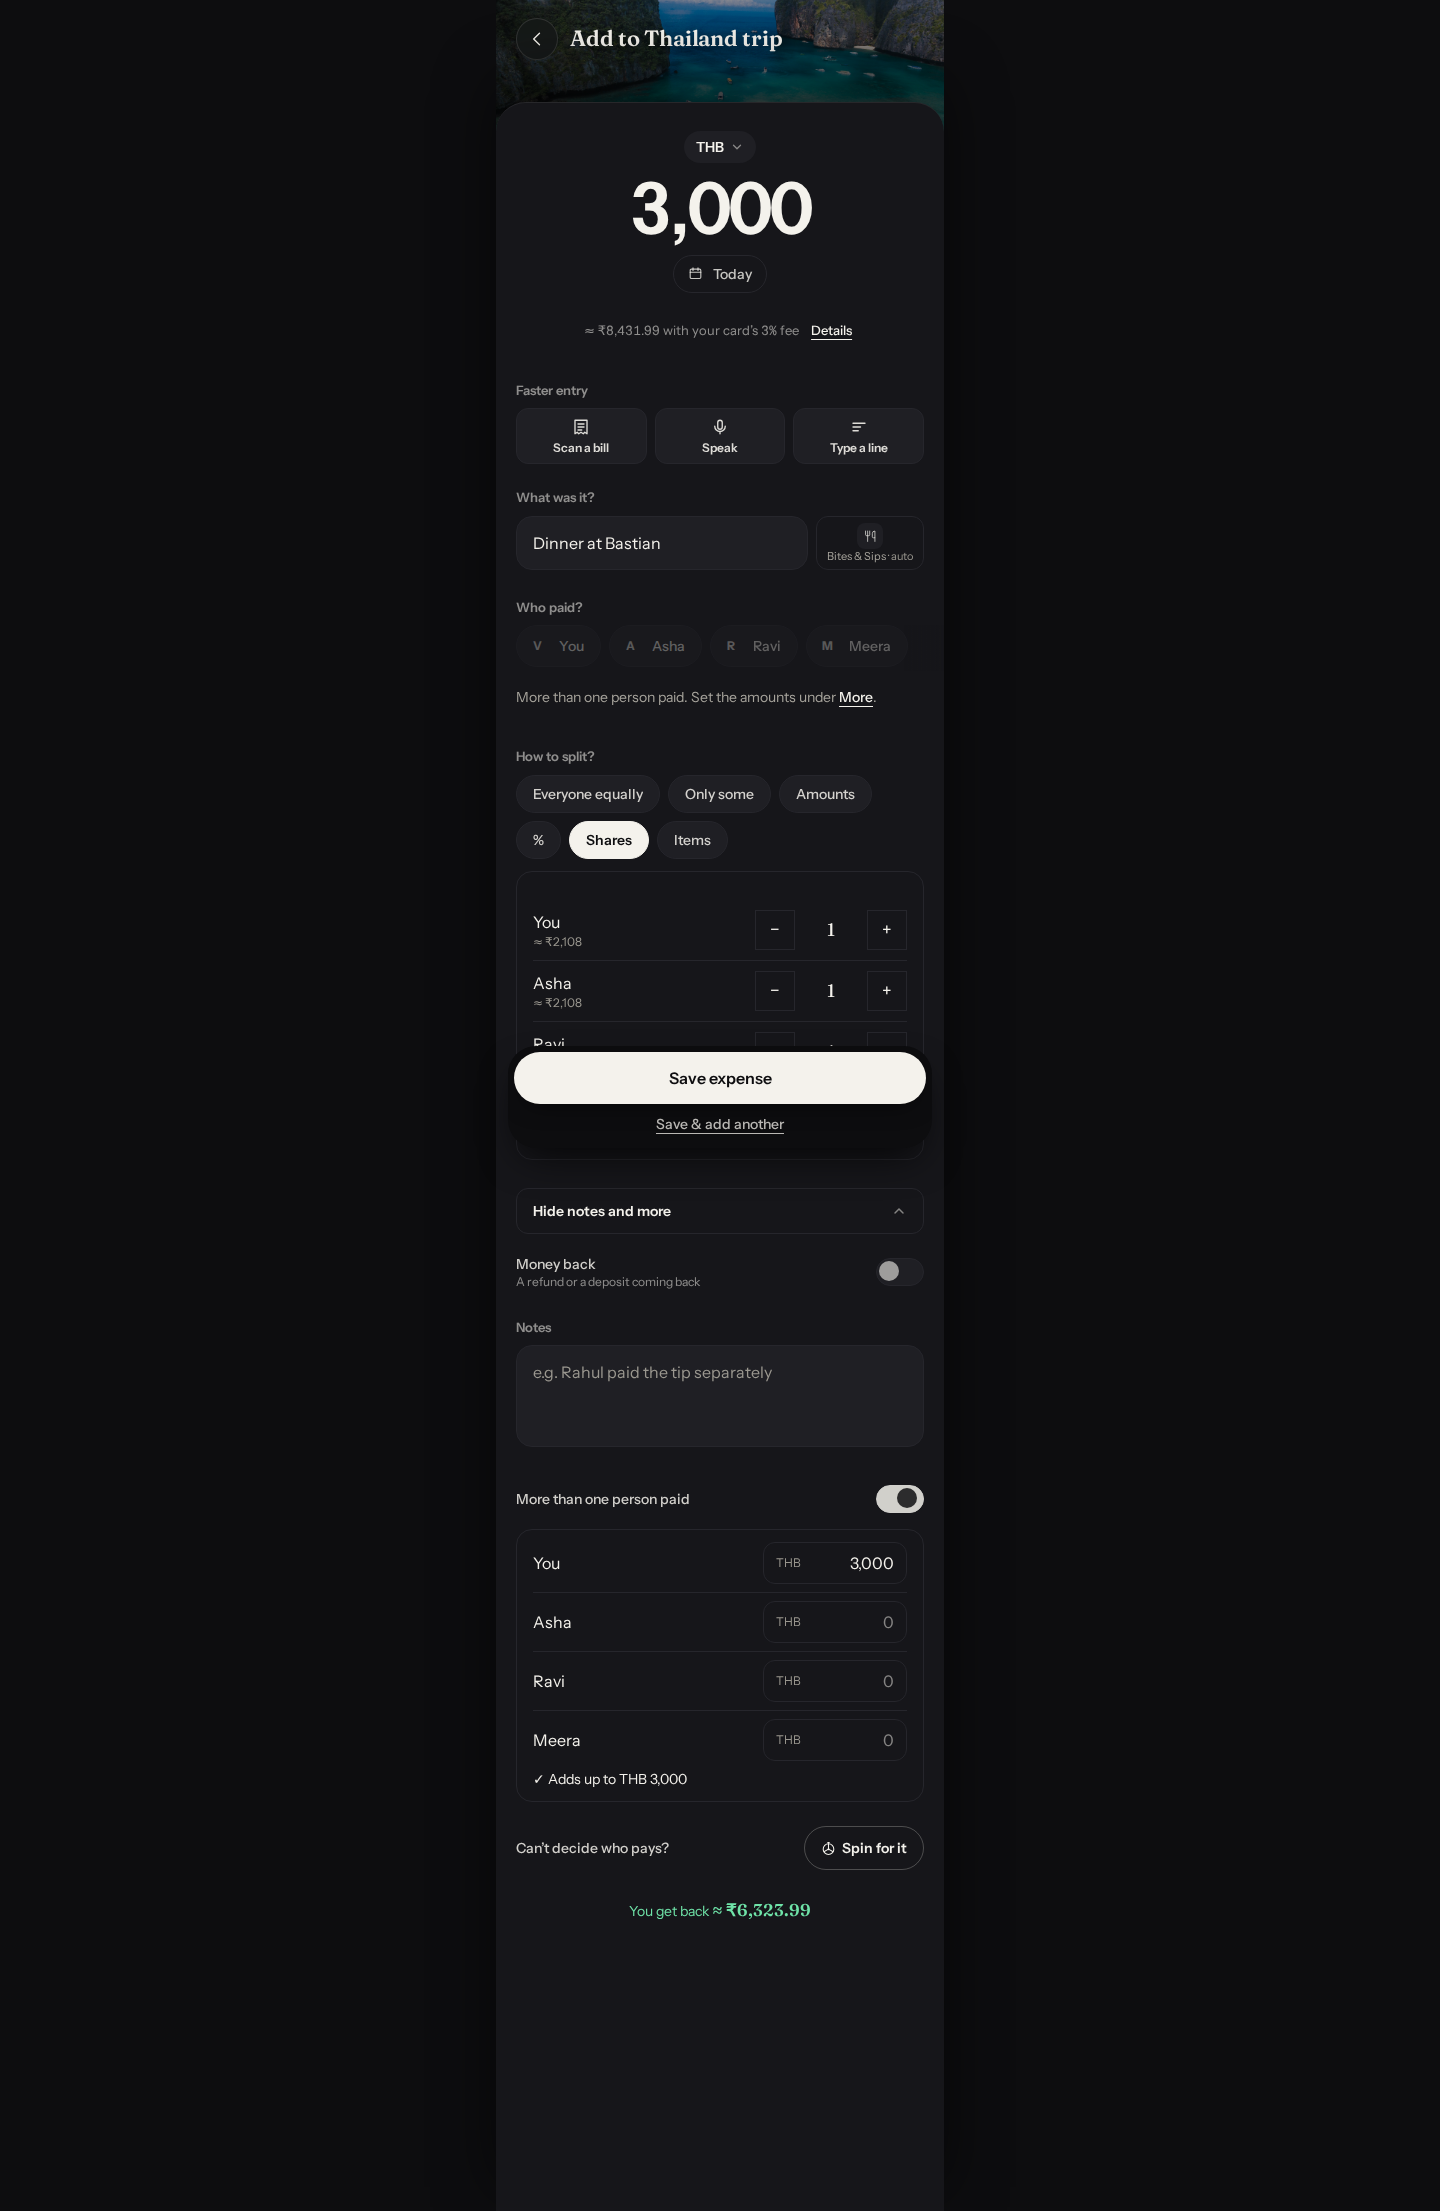 Add to Thailand trip
THB
3,000
Today
≈ ₹8,431.99 with your card's 3% fee Details
Faster entry
Scan a bill Speak Type a line
What was it?
Dinner at Bastian
Bites & Sips · auto
Who paid?
V You A Asha R Ravi M Meera
More than one person paid. Set the amounts under More.
How to split?
Everyone equally Only some Amounts
% Shares Items
You
≈ ₹2,108
− 1 +
Asha
≈ ₹2,108
− 1 +
Ravi
Save expense
Save & add another
Hide notes and more
Money back
A refund or a deposit coming back
Notes
e.g. Rahul paid the tip separately
More than one person paid
You THB 3,000
Asha THB 0
Ravi THB 0
Meera THB 0
✓ Adds up to THB 3,000
Can't decide who pays? Spin for it
You get back ≈ ₹6,323.99